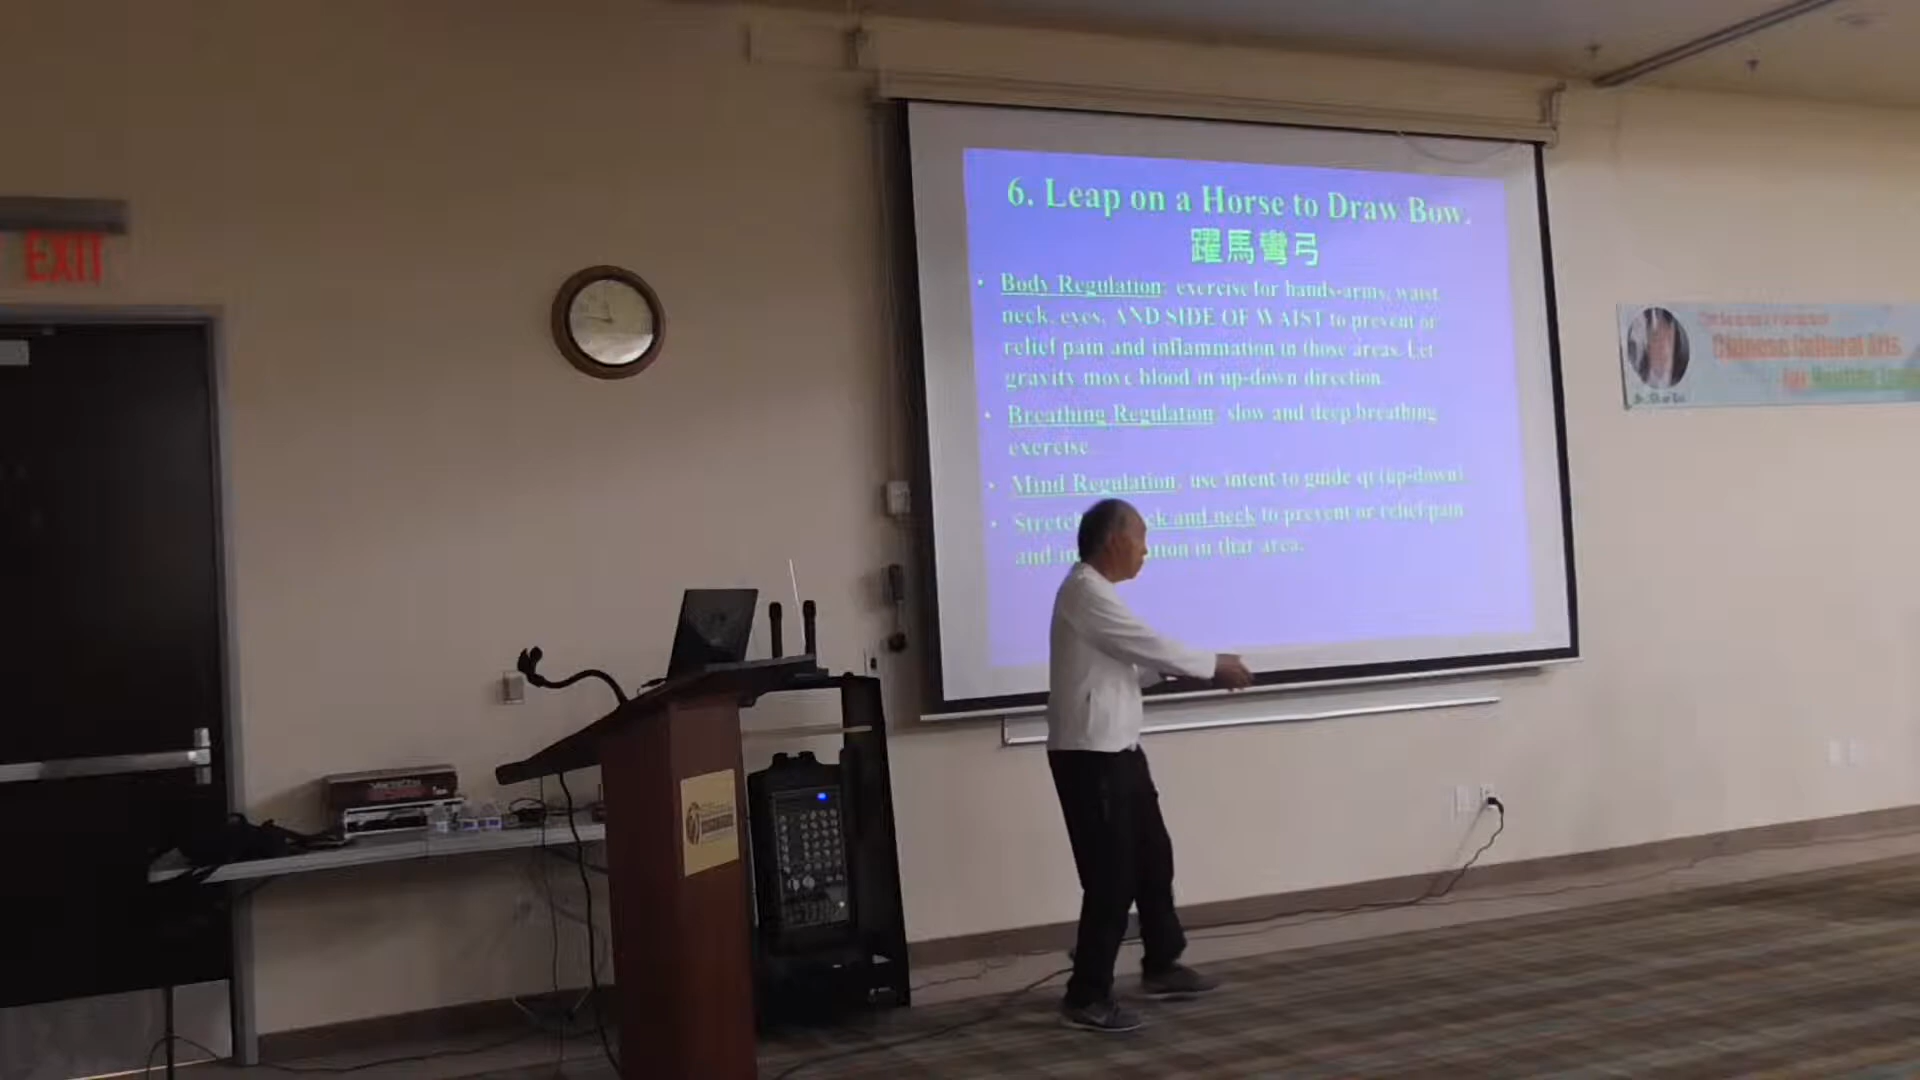 EXIT
6. Leap on a Horse to Draw Bow.
躍馬彎弓
• Body Regulation: exercise for hands-arms, waist,
neck, eyes, AND SIDE OF WAIST to prevent or
relief pain and inflammation in those areas. Let
gravity move blood in up-down direction.
• Breathing Regulation: slow and deep breathing
exercise.
• Mind Regulation: use intent to guide qi (up-down).
• Stretch ck and neck to prevent or relief pain
and in tion in that area.
Chinese Cultural Arts
for